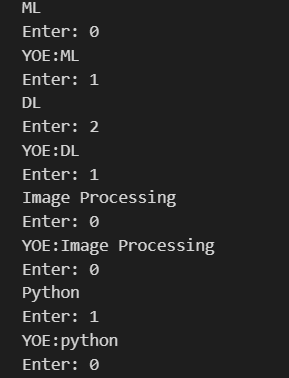 ML
Enter: 0
YOE:ML
Enter: 1
DL
Enter: 2
YOE:DL
Enter: 1
Image Processing
Enter: 0
YOE:Image Processing
Enter: 0
Python
Enter: 1
YOE:python
Enter: 0